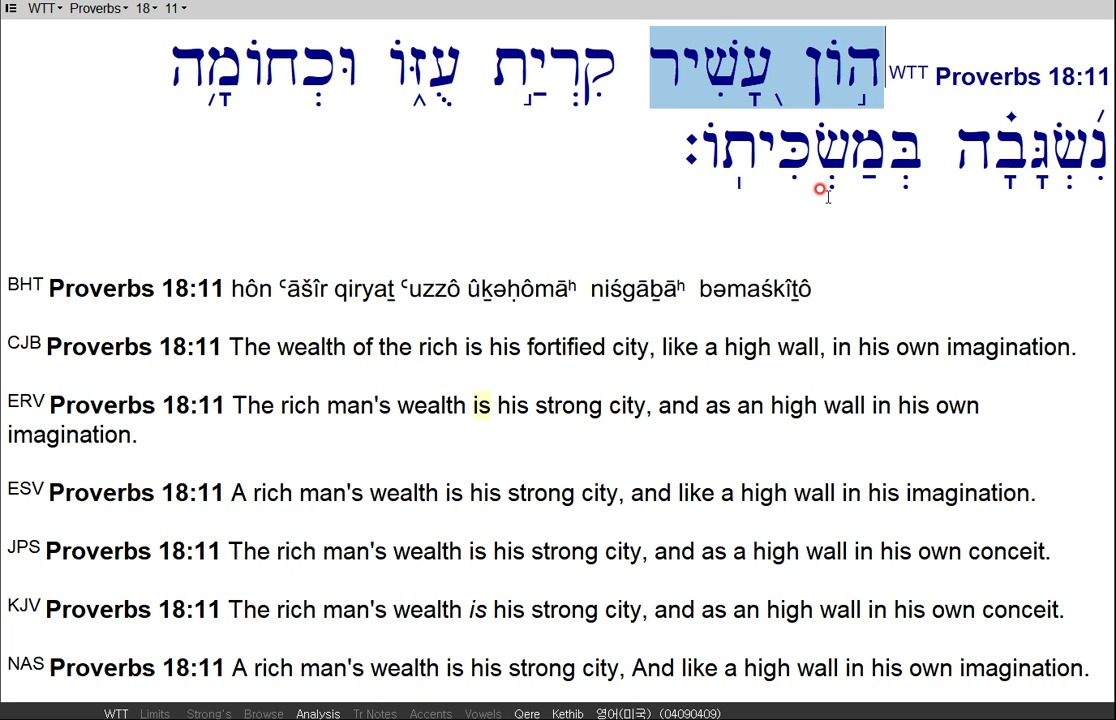 WTT Proverbs 18 11
WTT Proverbs 18:11 ה֣וֹן עָ֭שִׁיר קִרְיַ֣ת עֻזּ֑וֹ וּכְחוֹמָ֥ה
נִ֝שְׂגָּבָ֗ה בְּמַשְׂכִּיתֽוֹ׃
BHT Proverbs 18:11 hôn ʿāšîr qiryaṯ ʿuzzô ûḵəḥômāʰ niśgāḇāʰ bəmaśkîṯô
CJB Proverbs 18:11 The wealth of the rich is his fortified city, like a high wall, in his own imagination.
ERV Proverbs 18:11 The rich man's wealth is his strong city, and as an high wall in his own
imagination.
ESV Proverbs 18:11 A rich man's wealth is his strong city, and like a high wall in his imagination.
JPS Proverbs 18:11 The rich man's wealth is his strong city, and as a high wall in his own conceit.
KJV Proverbs 18:11 The rich man's wealth is his strong city, and as an high wall in his own conceit.
NAS Proverbs 18:11 A rich man's wealth is his strong city, And like a high wall in his own imagination.
WTT Limits Strong's Browse Analysis Tr Notes Accents Vowels Qere Kethib 영어(미국) (04090409)